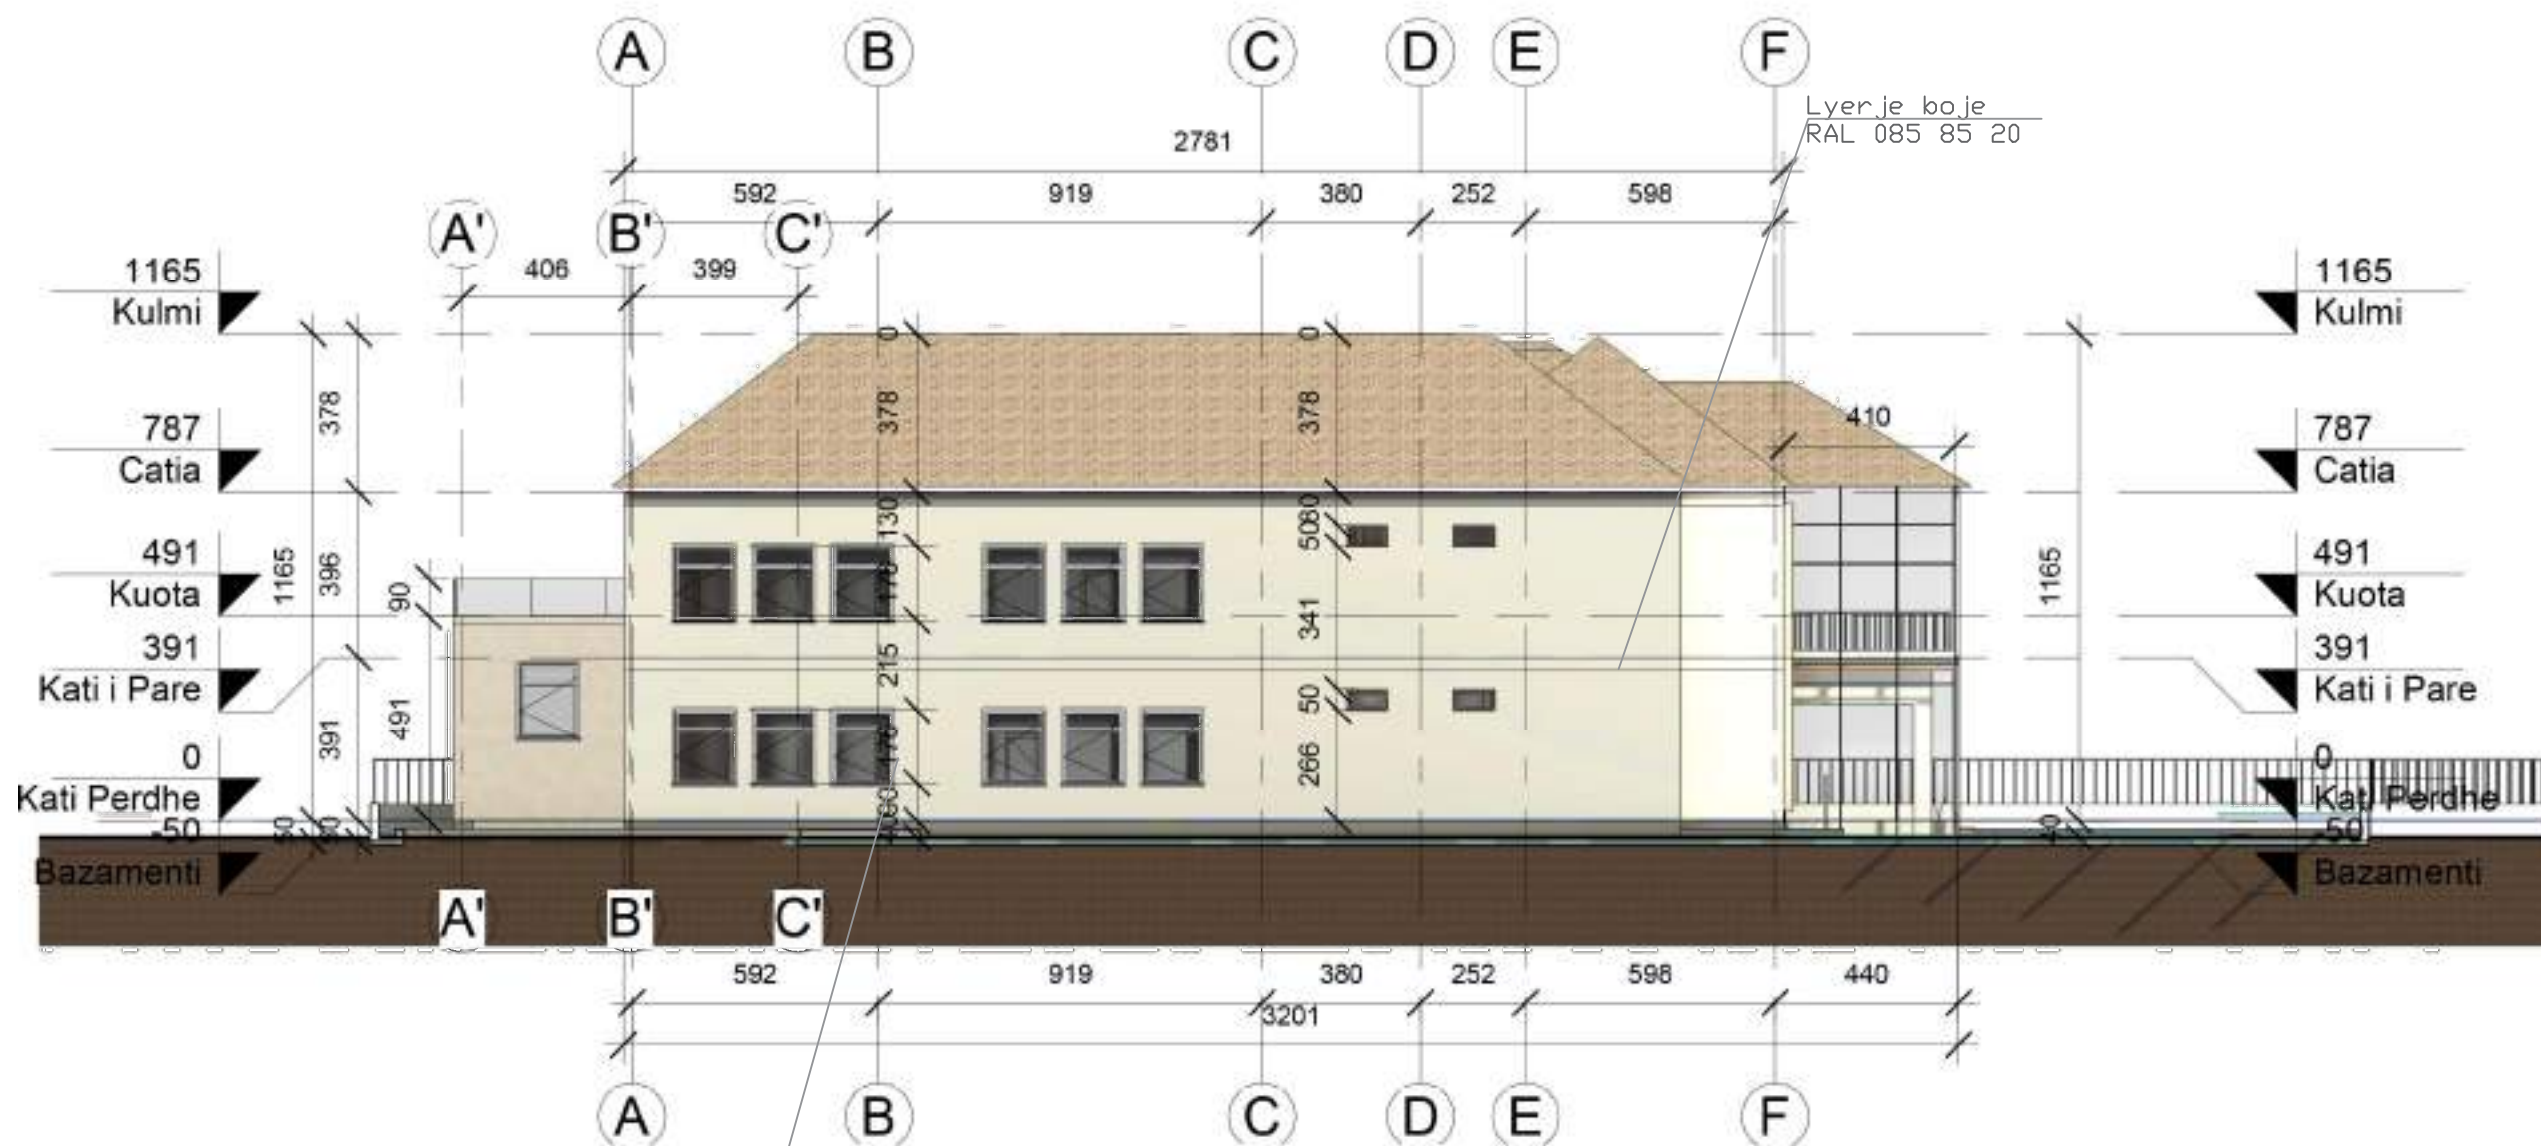 A B C D E F
Lyerje boje
RAL 085 85 20
2781
592 919 380 252 598
A' B' C'
406 399
1165
Kulmi
787
Catia
491
Kuota
391
Kati i Pare
0
Kati Perdhe
-50
Bazamenti
378
396
391
1165
90
491
0
378
130
215
0
378
50
341
50
266
410
1165
1165
Kulmi
787
Catia
491
Kuota
391
Kati i Pare
0
Kati Perdhe
-50
Bazamenti
A' B' C'
592 919 380 252 598 440
3201
A B C D E F